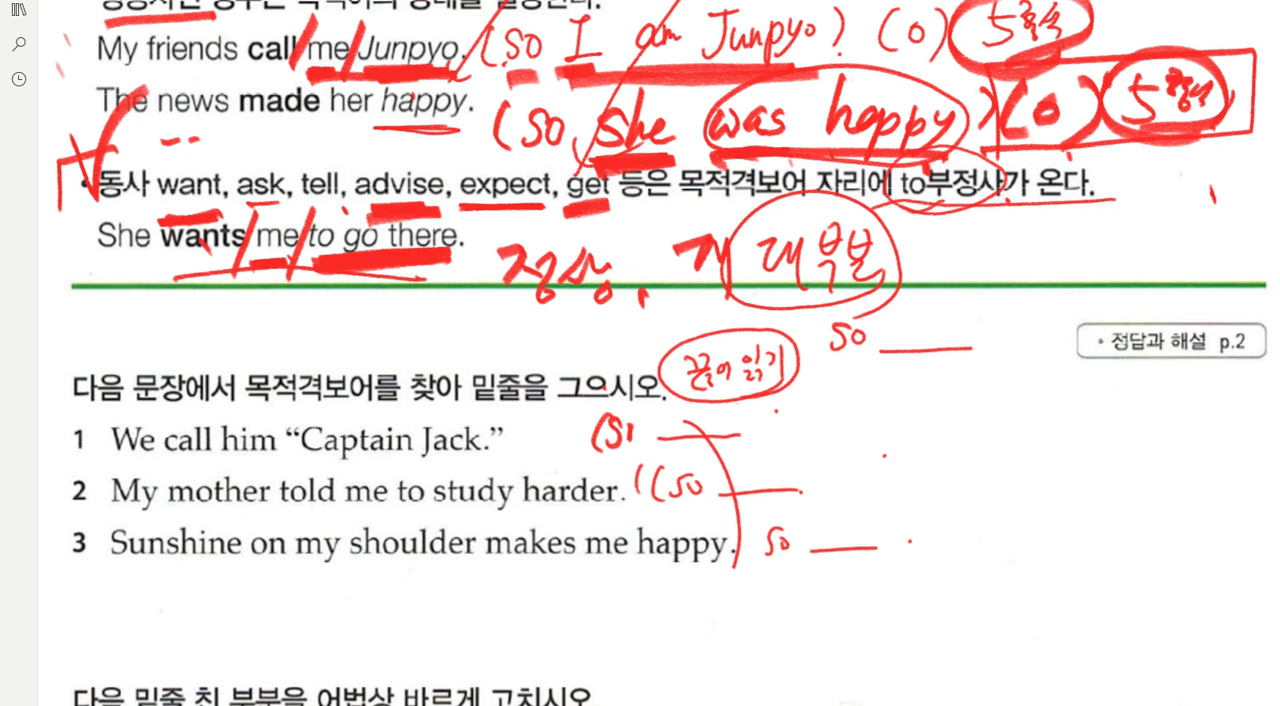 My friends call me Junpyo. (so I am Junpyo) (o) 5형식
The news made her happy. (so, she was happy) (o) 5형식
• 동사 want, ask, tell, advise, expect, get 등은 목적격보어 자리에 to부정사가 온다.
She wants me to go there.
대부분
so
• 정답과 해설 p.2
다음 문장에서 목적격보어를 찾아 밑줄을 그으시오. 끊어 읽기
1 We call him “Captain Jack.”
2 My mother told me to study harder. ((so
3 Sunshine on my shoulder makes me happy. so
다음 밑줄 친 부분을 어법상 바르게 고치시오.